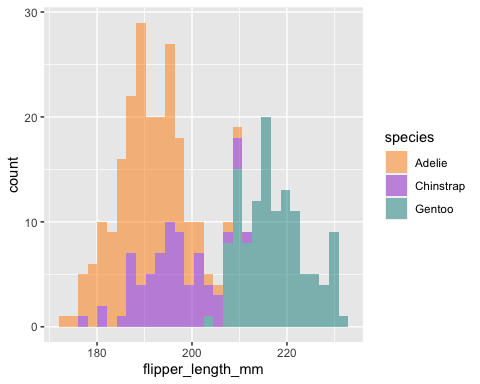 30
20
10
0
count
180
200
220
flipper_length_mm
species
Adelie
Chinstrap
Gentoo